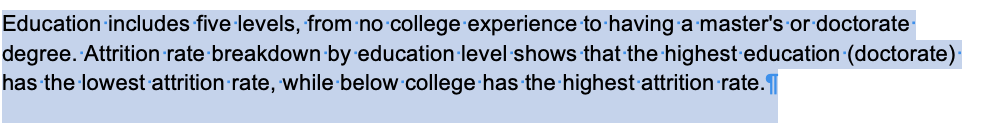 Education includes five levels, from no college experience to having a master's or doctorate
degree. Attrition rate breakdown by education level shows that the highest education (doctorate)
has the lowest attrition rate, while below college has the highest attrition rate.¶